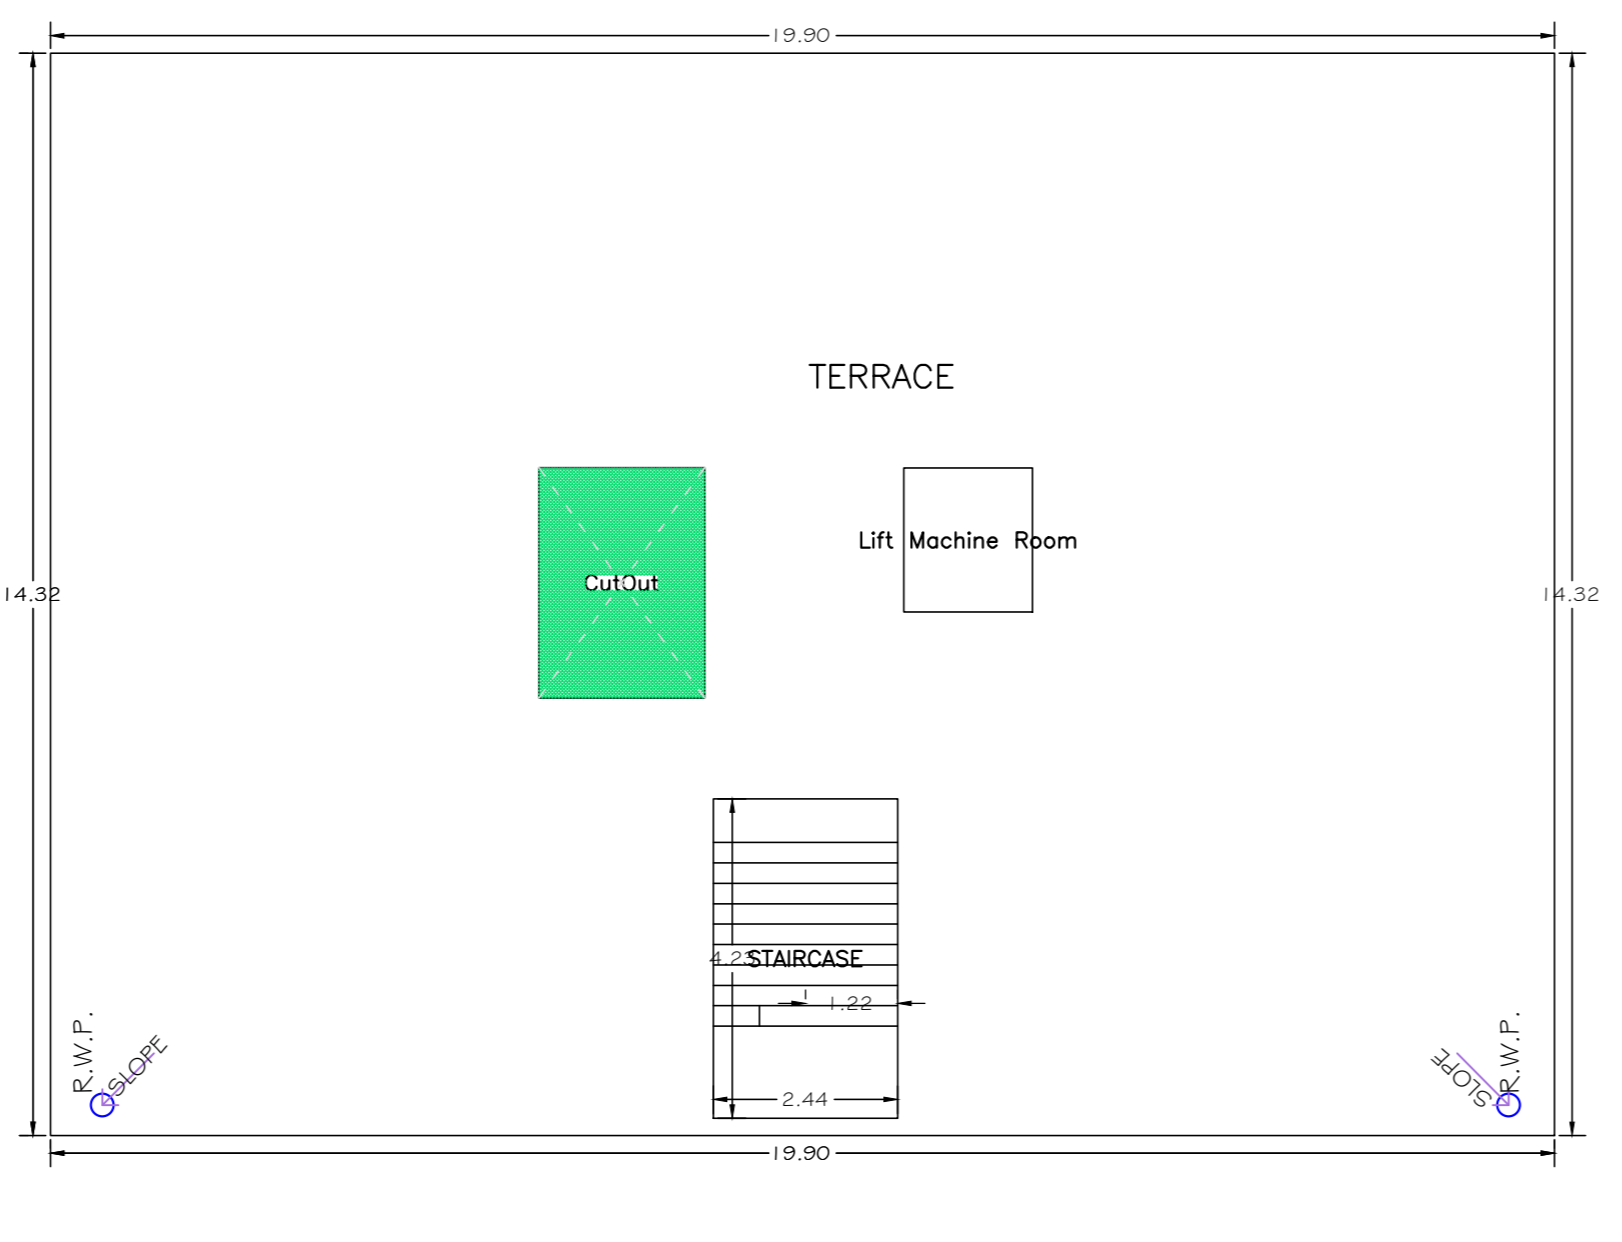 19.90
TERRACE
Lift Machine Room
CutOut
14.32
14.32
4.23
STAIRCASE
1.22
R.W.P.
SLOPE
SLOPE
R.W.P.
2.44
19.90